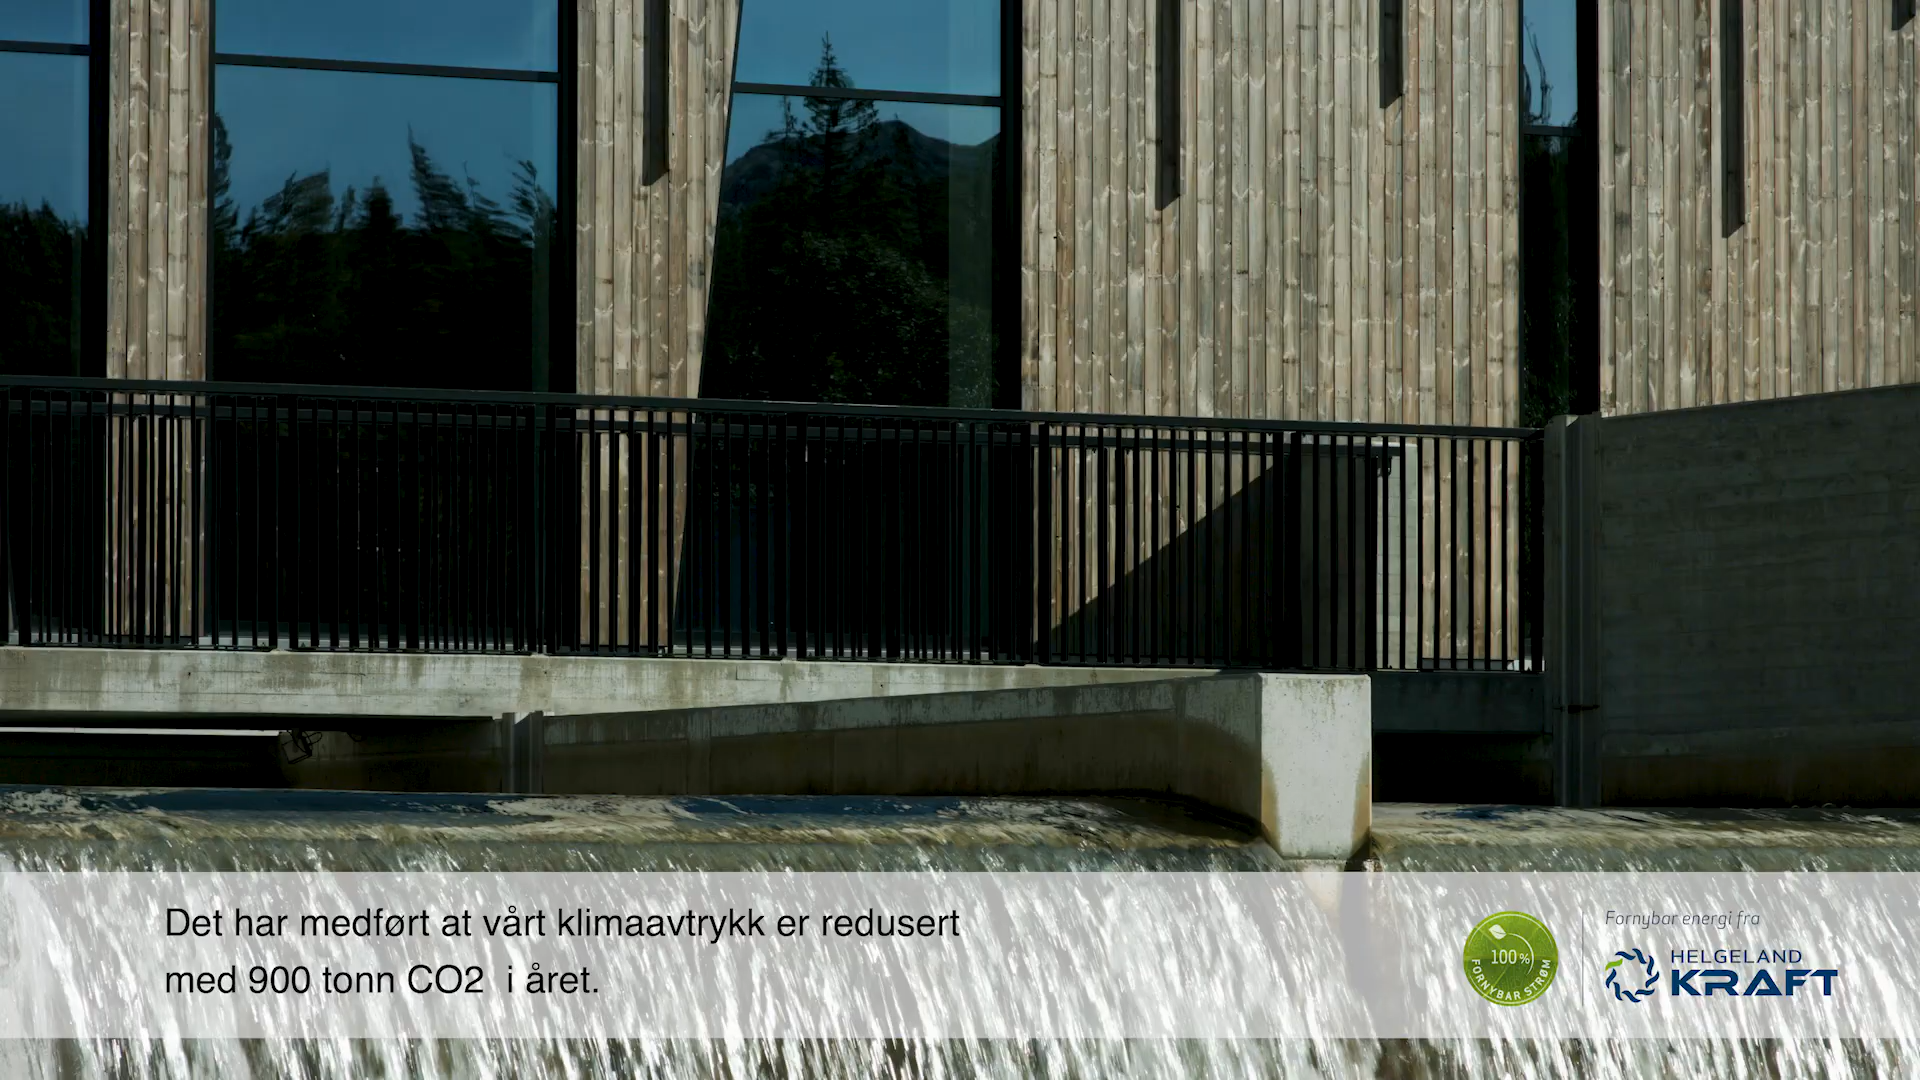 Det har medført at vårt klimaavtrykk er redusert
med 900 tonn CO2  i året.
100%
FORNYBAR STRØM
Fornybar energi fra
HELGELAND
KRAFT